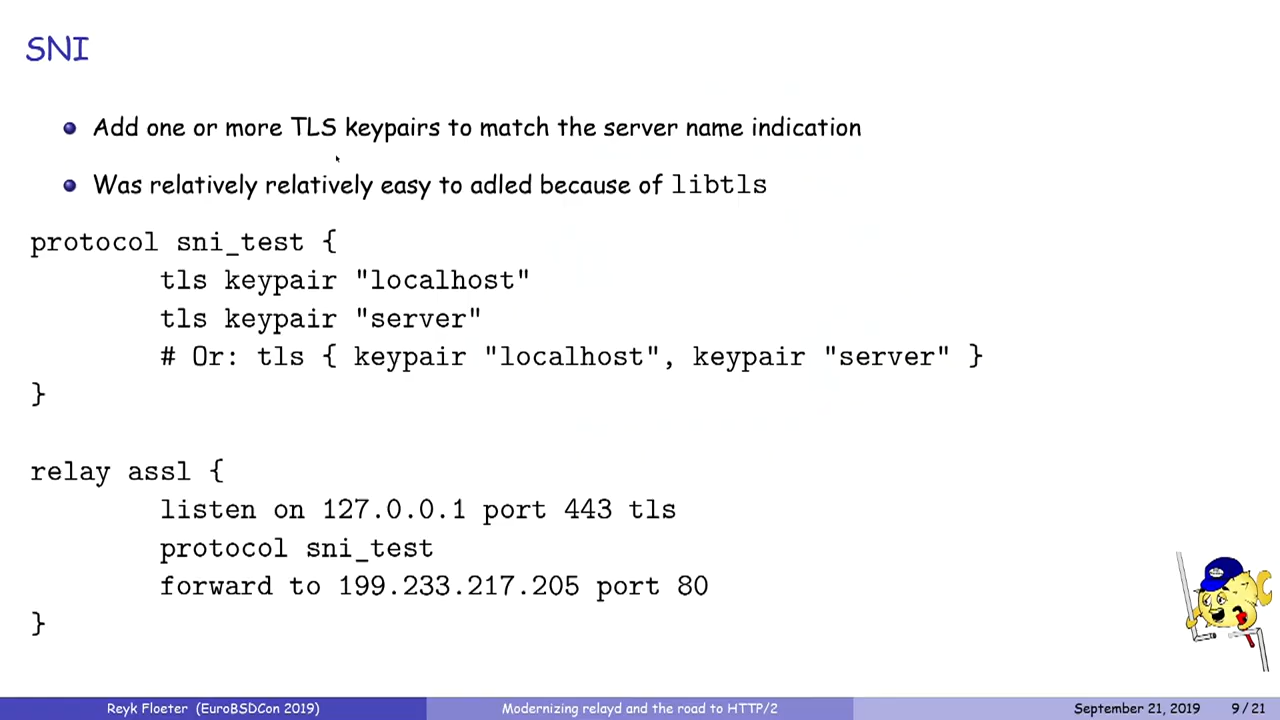 SNI
Add one or more TLS keypairs to match the server name indication
Was relatively relatively easy to adled because of libtls
protocol sni_test {
tls keypair "localhost"
tls keypair "server"
# Or: tls { keypair "localhost", keypair "server" }
}
relay assl {
listen on 127.0.0.1 port 443 tls
protocol sni_test
forward to 199.233.217.205 port 80
}
Reyk Floeter (EuroBSDCon 2019) Modernizing relayd and the road to HTTP/2 September 21, 2019 9 / 21